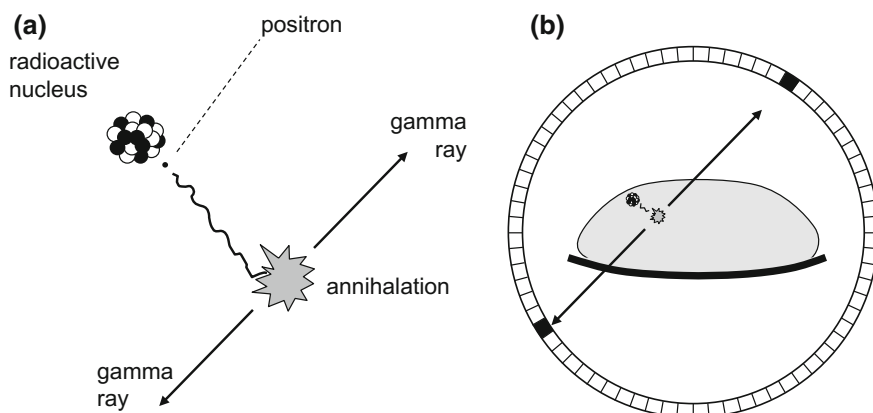 (a)
positron
radioactive
nucleus
gamma
ray
annihalation
gamma
ray
(b)